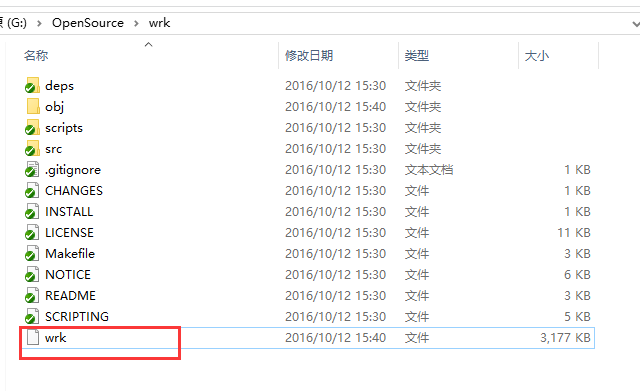 (G:) > OpenSource > wrk
名称 修改日期 类型 大小
deps 2016/10/12 15:30 文件夹
obj 2016/10/12 15:40 文件夹
scripts 2016/10/12 15:30 文件夹
src 2016/10/12 15:30 文件夹
.gitignore 2016/10/12 15:30 文本文档 1 KB
CHANGES 2016/10/12 15:30 文件 1 KB
INSTALL 2016/10/12 15:30 文件 1 KB
LICENSE 2016/10/12 15:30 文件 11 KB
Makefile 2016/10/12 15:30 文件 3 KB
NOTICE 2016/10/12 15:30 文件 6 KB
README 2016/10/12 15:30 文件 3 KB
SCRIPTING 2016/10/12 15:30 文件 5 KB
wrk 2016/10/12 15:40 文件 3,177 KB